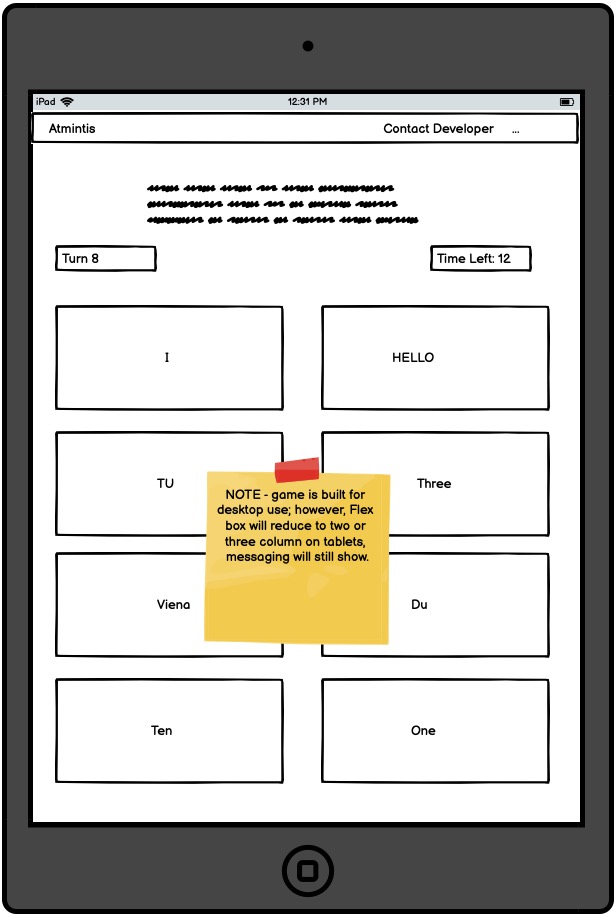 iPad 12:31 PM
Atmintis Contact Developer ...
Turn 8 Time Left: 12
I HELLO
TU Three
NOTE - game is built for
desktop use; however, Flex
box will reduce to two or
three column on tablets,
messaging will still show.
Viena Du
Ten One